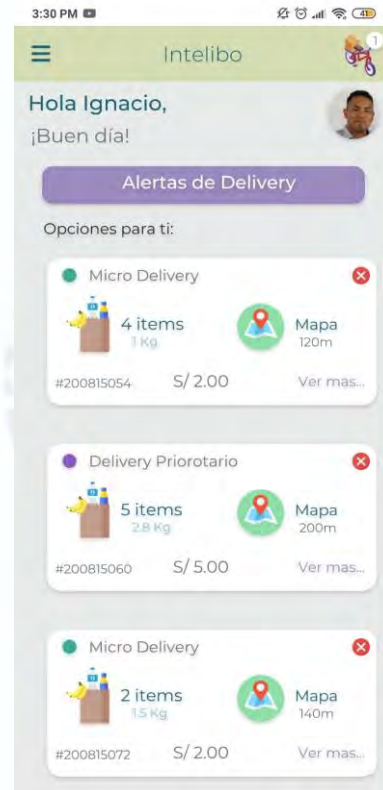 3:30 PM
41
Intelibo
1
Hola Ignacio,
¡Buen día!
Alertas de Delivery
Opciones para ti:
Micro Delivery
4 items
1 Kg
Mapa
120m
#200815054
S/ 2.00
Ver mas...
Delivery Priorotario
5 items
2.8 Kg
Mapa
200m
#200815060
S/ 5.00
Ver mas...
Micro Delivery
2 items
1.5 Kg
Mapa
140m
#200815072
S/ 2.00
Ver mas...